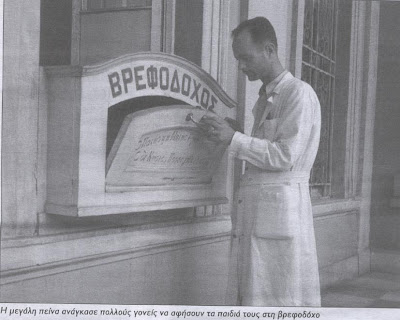 ΒΡΕΦΟΔΟΧΟΣ
Η μεγάλη πείνα ανάγκασε πολλούς γονείς να αφήσουν τα παιδιά τους στη βρεφοδόχο